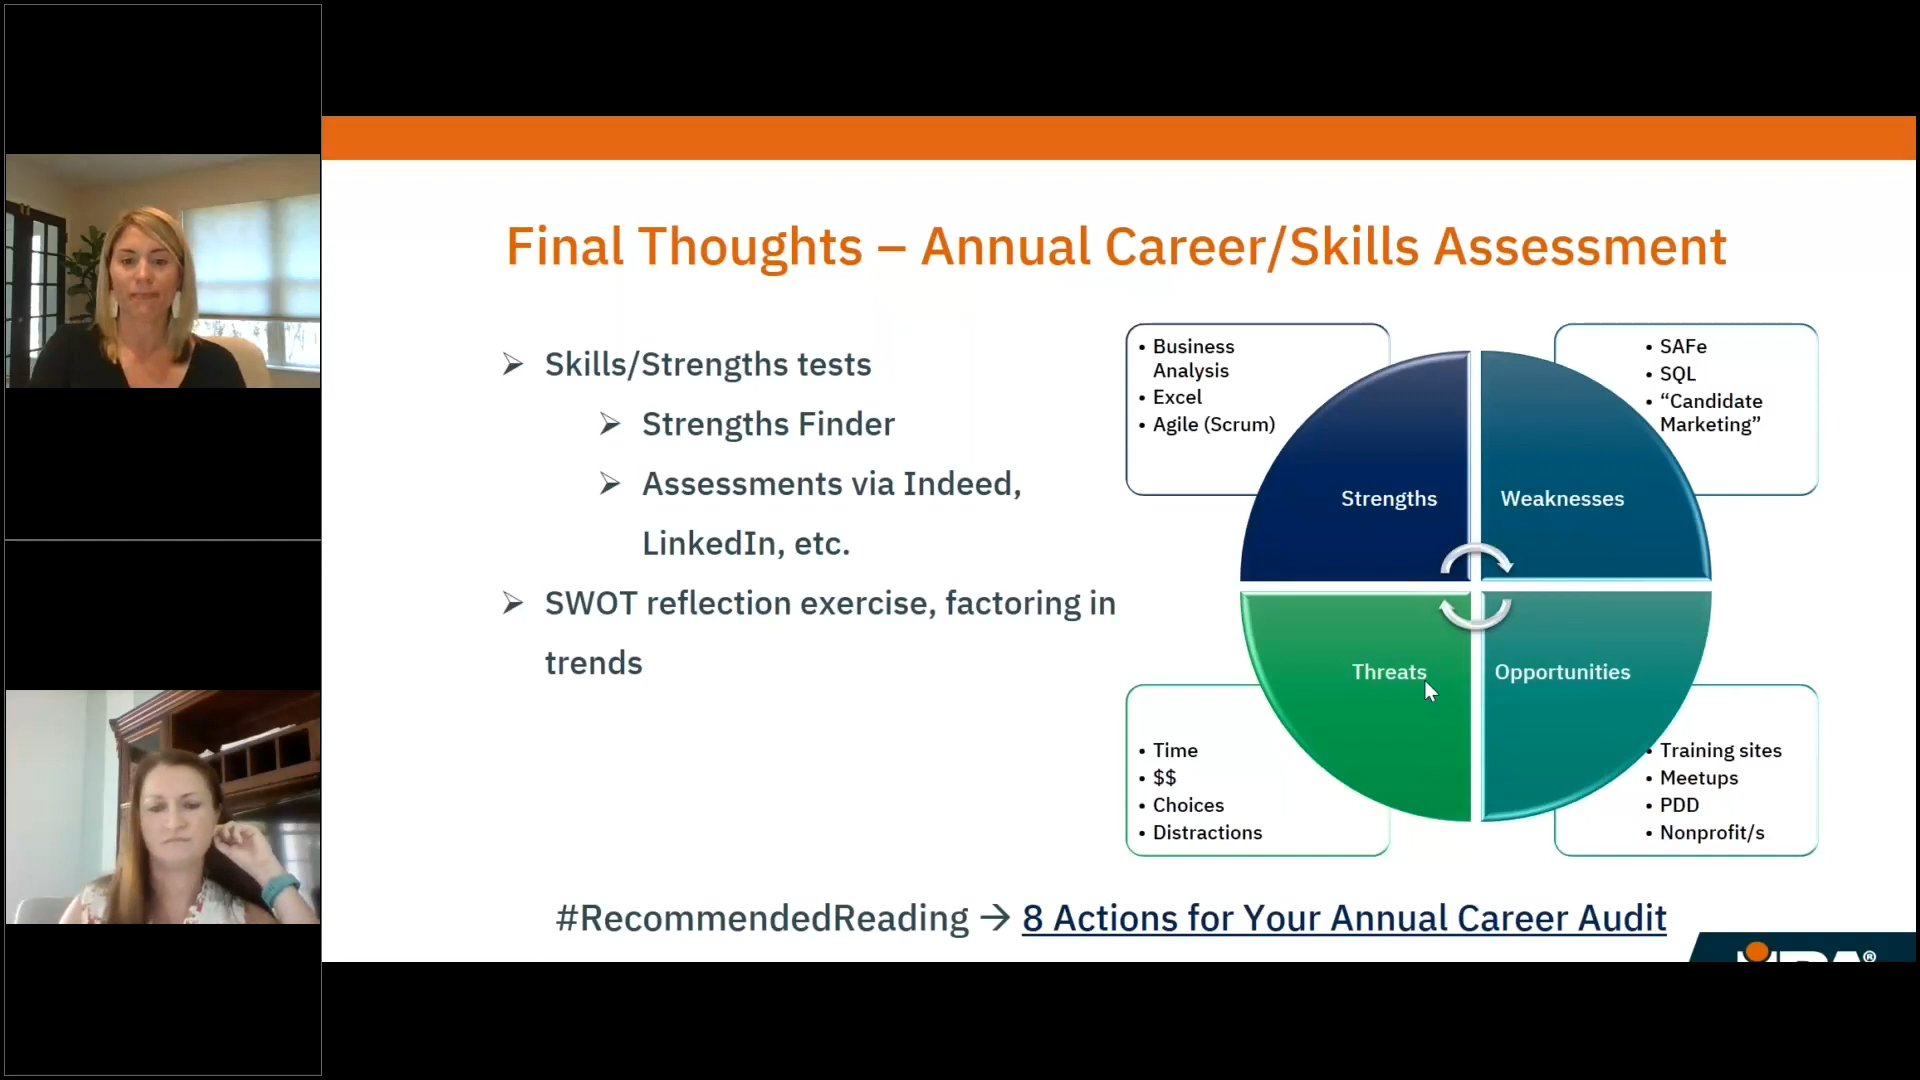 Final Thoughts – Annual Career/Skills Assessment
➢ Skills/Strengths tests
➢ Strengths Finder
➢ Assessments via Indeed,
LinkedIn, etc.
➢ SWOT reflection exercise, factoring in
trends
• Business
Analysis
• Excel
• Agile (Scrum)
• SAFe
• SQL
• “Candidate
Marketing”
Strengths
Weaknesses
Threats
Opportunities
• Time
• $$
• Choices
• Distractions
• Training sites
• Meetups
• PDD
• Nonprofit/s
#RecommendedReading → 8 Actions for Your Annual Career Audit